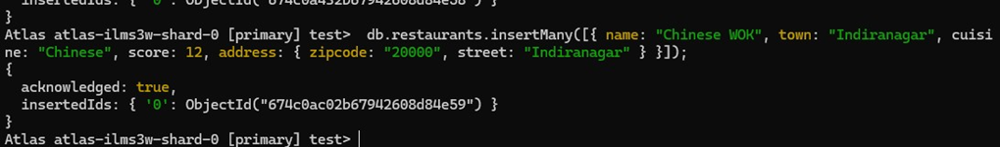 insertedIds: { '0': ObjectId("674c0a432b67942608d84e58") }
}
Atlas atlas-ilms3w-shard-0 [primary] test>  db.restaurants.insertMany([{ name: "Chinese WOK", town: "Indiranagar", cuisi
ne: "Chinese", score: 12, address: { zipcode: "20000", street: "Indiranagar" } }]);
{
  acknowledged: true,
  insertedIds: { '0': ObjectId("674c0ac02b67942608d84e59") }
}
Atlas atlas-ilms3w-shard-0 [primary] test>